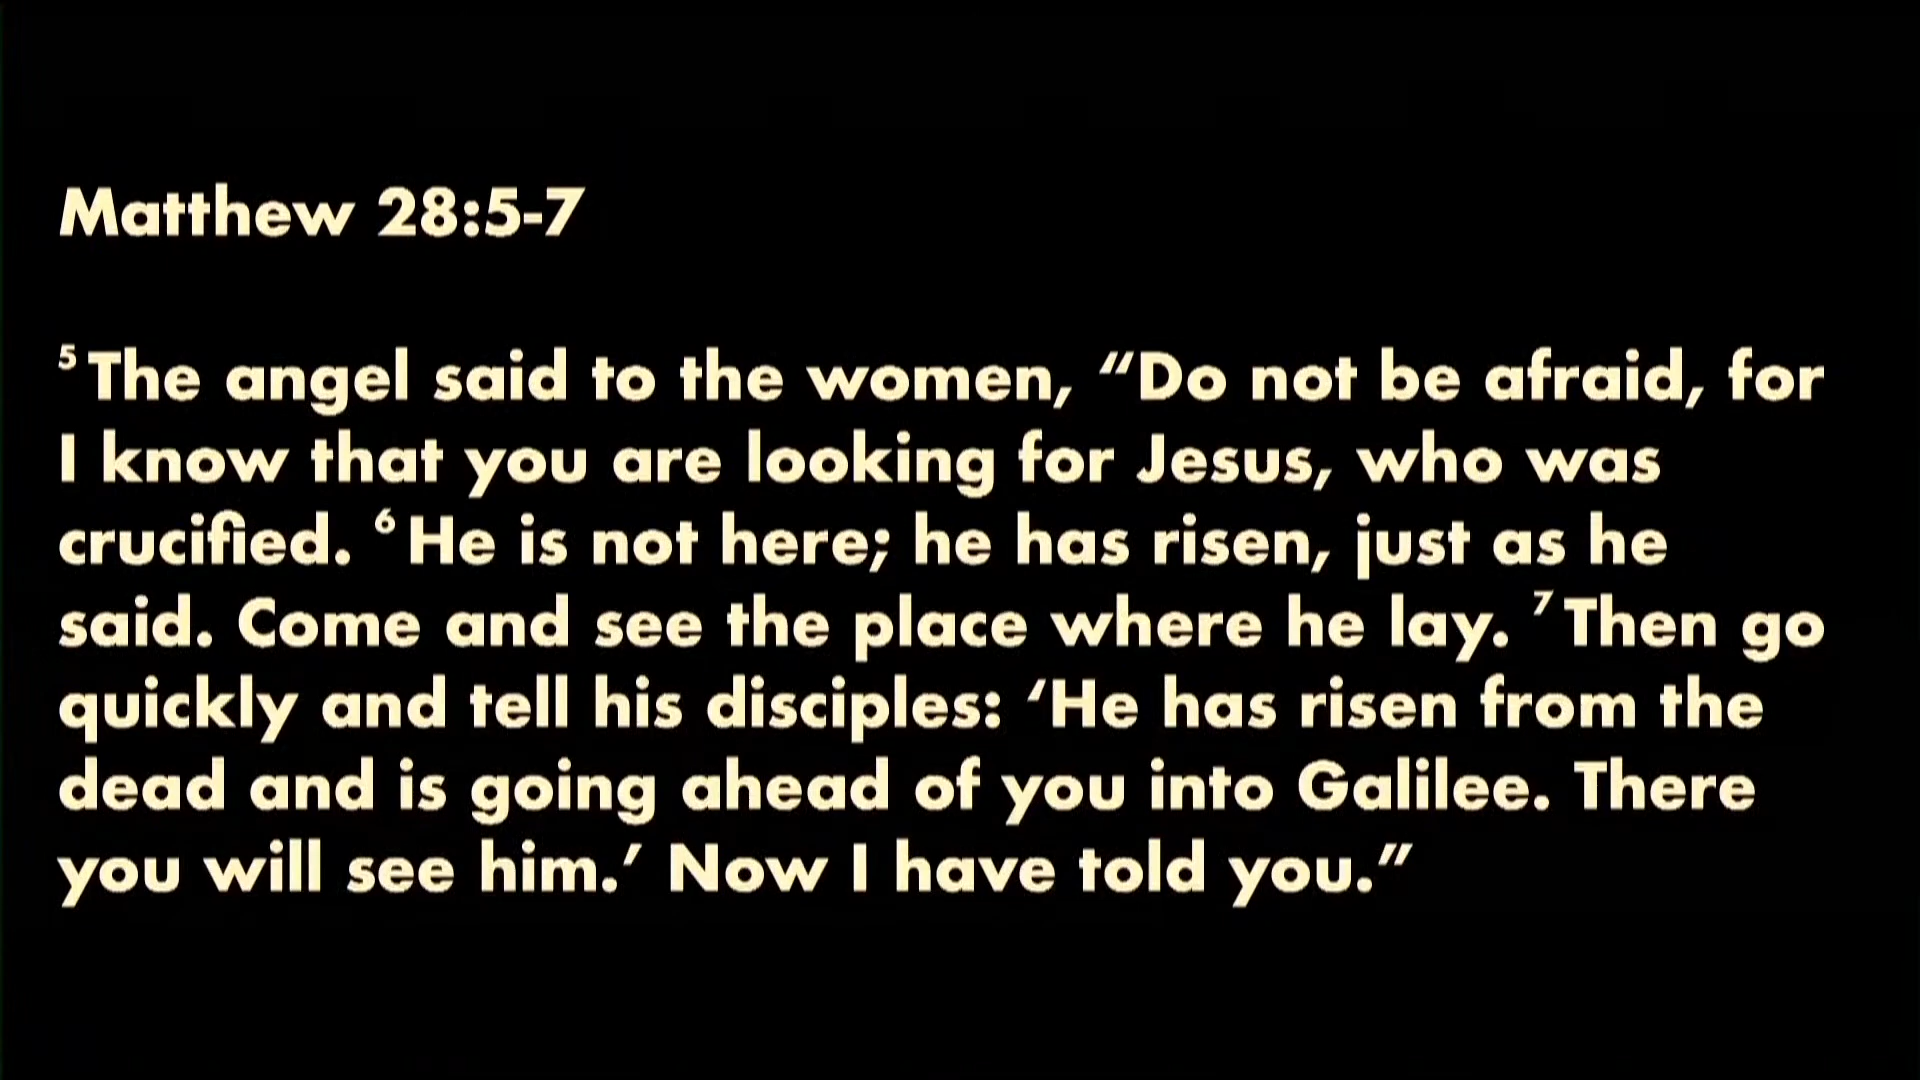 Matthew 28:5-7
⁵ The angel said to the women, “Do not be afraid, for
I know that you are looking for Jesus, who was
crucified. ⁶ He is not here; he has risen, just as he
said. Come and see the place where he lay. ⁷ Then go
quickly and tell his disciples: ‘He has risen from the
dead and is going ahead of you into Galilee. There
you will see him.’ Now I have told you.”